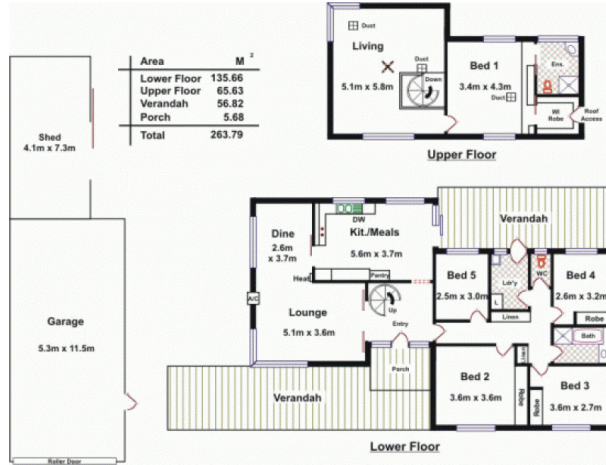 Area M 2
Lower Floor 135.66
Upper Floor 65.63
Verandah 56.82
Porch 5.68
Total 263.79
Shed
4.1m x 7.3m
Garage
5.3m x 11.5m
Roller Door
Duct
Living
5.1m x 5.8m
Duct
Down
Bed 1
3.4m x 4.3m
Duct
Ens.
WI
Robe
Roof
Access
Upper Floor
Verandah
DW
Kit./Meals
5.6m x 3.7m
Pantry
Dine
2.6m
x 3.7m
Heat
A/C
Lounge
5.1m x 3.6m
Up
Entry
Porch
Verandah
Bed 5
2.5m x 3.0m
Ldr'y
L
WC
Bed 4
2.6m x 3.2m
Robe
Linen
Bath
Linen
Bed 2
3.6m x 3.6m
Robe
Robe
Bed 3
3.6m x 2.7m
Lower Floor